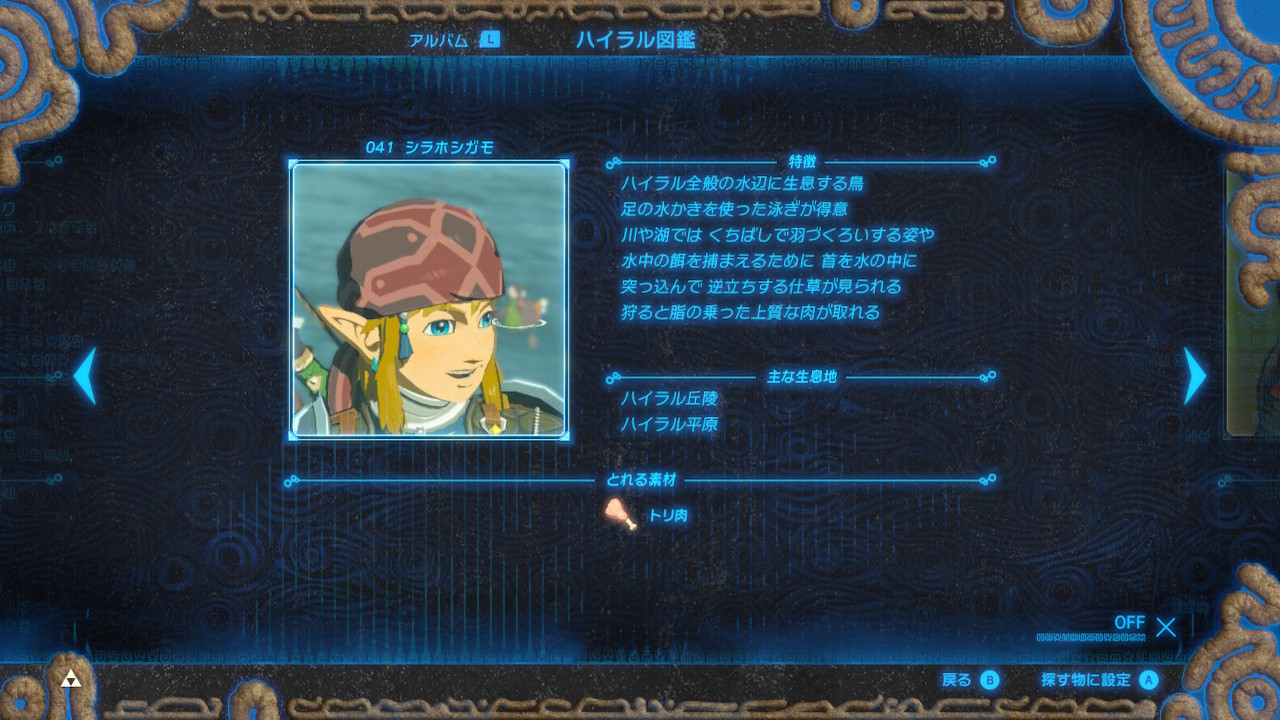 アルバム L
ハイラル図鑑
041 シラホシガモ
特徴
ハイラル全般の水辺に生息する鳥
足の水かきを使った泳ぎが得意
川や湖では くちばしで羽づくろいする姿や
水中の餌を捕まえるために 首を水の中に
突っ込んで 逆立ちする仕草が見られる
狩ると脂の乗った上質な肉が取れる
主な生息地
ハイラル丘陵
ハイラル平原
とれる素材
トリ肉
OFF
戻る B
探す物に設定 A